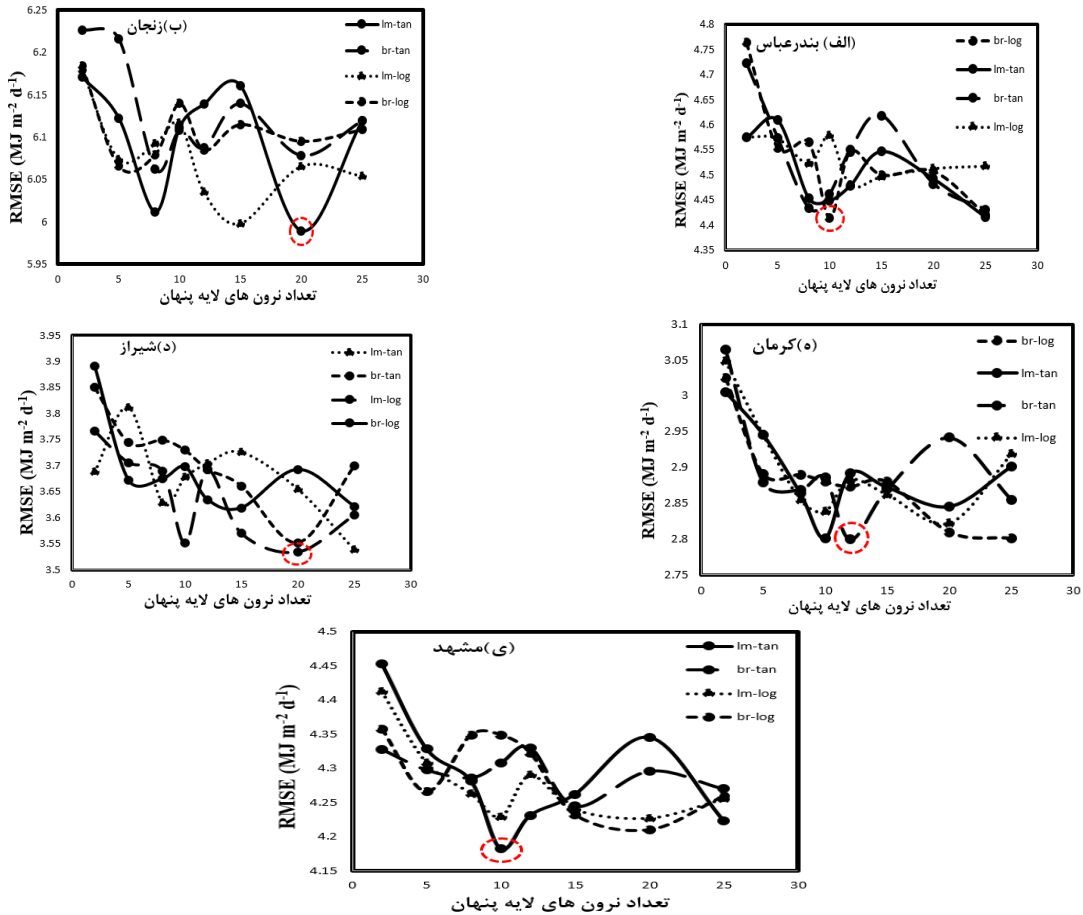 (ب)زنجان
RMSE (MJ m-2 d-1)
6.25
6.2
6.15
6.1
6.05
6
5.95
0 5 10 15 20 25 30
تعداد نرون های لایه پنهان
lm-tan
br-tan
lm-log
br-log
(الف) بندرعباس
RMSE (MJ m-2 d-1)
4.8
4.75
4.7
4.65
4.6
4.55
4.5
4.45
4.4
4.35
0 5 10 15 20 25 30
تعداد نرون های لایه پنهان
br-log
lm-tan
br-tan
lm-log
(د)شیراز
RMSE (MJ m-2 d-1)
3.95
3.9
3.85
3.8
3.75
3.7
3.65
3.6
3.55
3.5
0 5 10 15 20 25 30
تعداد نرون های لایه پنهان
lm-tan
br-tan
lm-log
br-log
(ه)کرمان
RMSE (MJ m-2 d-1)
3.1
3.05
3
2.95
2.9
2.85
2.8
2.75
0 5 10 15 20 25 30
تعداد نرون های لایه پنهان
br-log
lm-tan
br-tan
lm-log
(ی)مشهد
RMSE (MJ m-2 d-1)
4.5
4.45
4.4
4.35
4.3
4.25
4.2
4.15
0 5 10 15 20 25 30
تعداد نرون های لایه پنهان
lm-tan
br-tan
lm-log
br-log